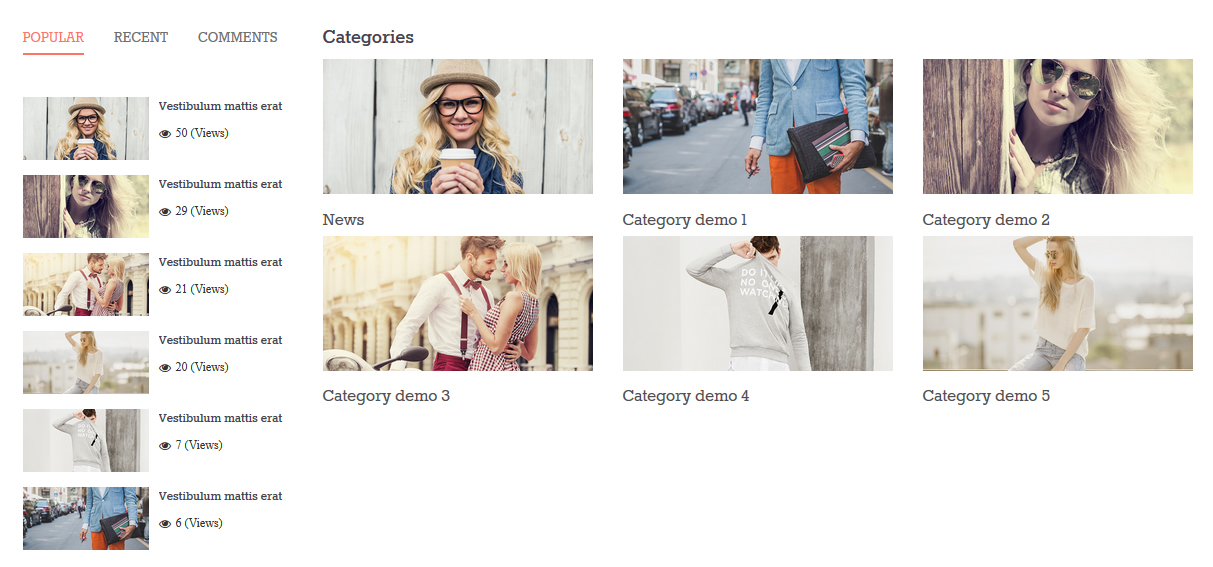 POPULAR RECENT COMMENTS
Vestibulum mattis erat
50 (Views)
Vestibulum mattis erat
29 (Views)
Vestibulum mattis erat
21 (Views)
Vestibulum mattis erat
20 (Views)
Vestibulum mattis erat
7 (Views)
Vestibulum mattis erat
6 (Views)
Categories
News
Category demo 1
Category demo 2
DO IT
NO ON
WATCH
Category demo 3
Category demo 4
Category demo 5